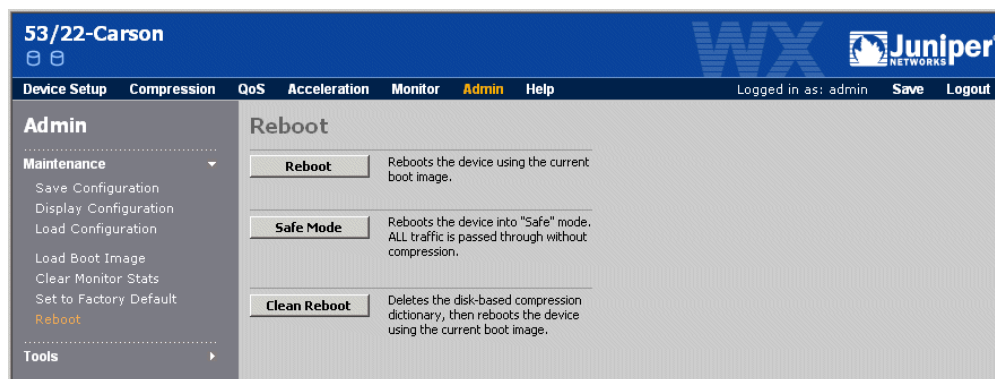 53/22-Carson
WX
Juniper
NETWORKS
Device Setup Compression QoS Acceleration Monitor Admin Help Logged in as: admin Save Logout
Admin
Maintenance
Save Configuration
Display Configuration
Load Configuration
Load Boot Image
Clear Monitor Stats
Set to Factory Default
Reboot
Tools
Reboot
Reboot
Reboots the device using the current
boot image.
Safe Mode
Reboots the device into "Safe" mode.
ALL traffic is passed through without
compression.
Clean Reboot
Deletes the disk-based compression
dictionary, then reboots the device
using the current boot image.